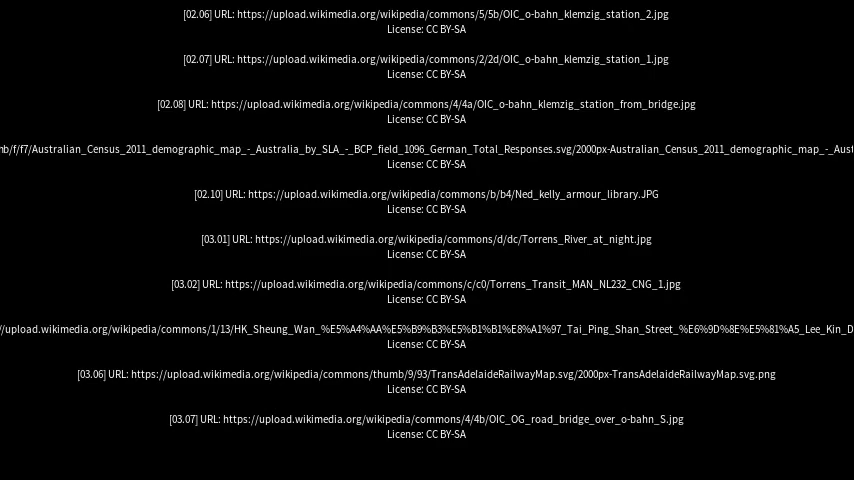 [02.06] URL: https://upload.wikimedia.org/wikipedia/commons/5/5b/OIC_o-bahn_klemzig_station_2.jpg
License: CC BY-SA
[02.07] URL: https://upload.wikimedia.org/wikipedia/commons/2/2d/OIC_o-bahn_klemzig_station_1.jpg
License: CC BY-SA
[02.08] URL: https://upload.wikimedia.org/wikipedia/commons/4/4a/OIC_o-bahn_klemzig_station_from_bridge.jpg
License: CC BY-SA
/f/f7/Australian_Census_2011_demographic_map_-_Australia_by_SLA_-_BCP_field_1096_German_Total_Responses.svg/2000px-Australian_Census_2011_demographic_map_-_Aust
License: CC BY-SA
[02.10] URL: https://upload.wikimedia.org/wikipedia/commons/b/b4/Ned_kelly_armour_library.JPG
License: CC BY-SA
[03.01] URL: https://upload.wikimedia.org/wikipedia/commons/d/dc/Torrens_River_at_night.jpg
License: CC BY-SA
[03.02] URL: https://upload.wikimedia.org/wikipedia/commons/c/c0/Torrens_Transit_MAN_NL232_CNG_1.jpg
License: CC BY-SA
/upload.wikimedia.org/wikipedia/commons/1/13/HK_Sheung_Wan_%E5%A4%AA%E5%B9%B3%E5%B1%B1%E8%A1%97_Tai_Ping_Shan_Street_%E6%9D%8E%E5%81%A5_Lee_Kin_D
License: CC BY-SA
[03.06] URL: https://upload.wikimedia.org/wikipedia/commons/thumb/9/93/TransAdelaideRailwayMap.svg/2000px-TransAdelaideRailwayMap.svg.png
License: CC BY-SA
[03.07] URL: https://upload.wikimedia.org/wikipedia/commons/4/4b/OIC_OG_road_bridge_over_o-bahn_S.jpg
License: CC BY-SA